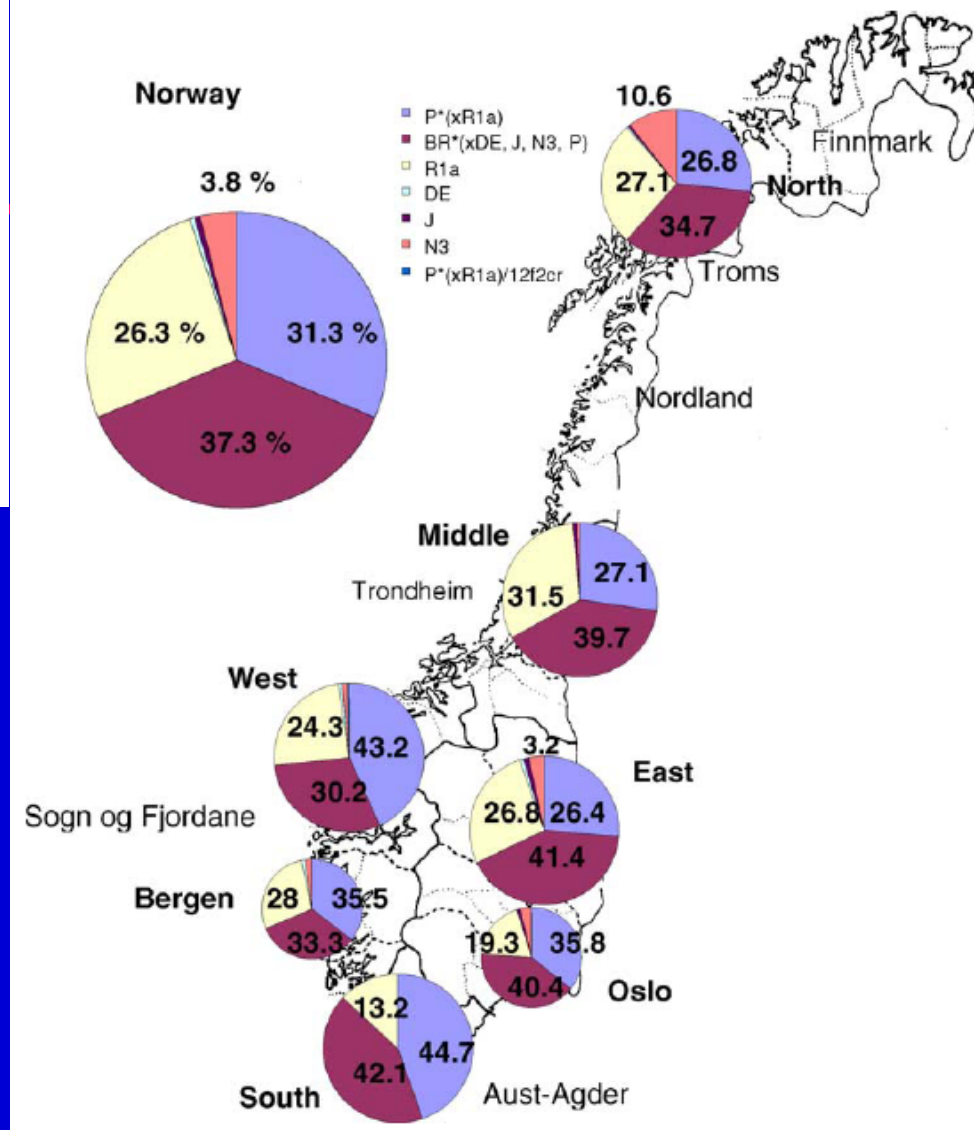 Norway
P*(xR1a)
BR*(xDE, J, N3, P)
R1a
DE
J
N3
P*(xR1a)/12f2cr
3.8 %
26.3 %
31.3 %
37.3 %
10.6
26.8
27.1
34.7
Finnmark
North
Troms
Nordland
Middle
27.1
Trondheim
31.5
39.7
West
24.3
43.2
30.2
3.2
East
26.8
26.4
41.4
Sogn og Fjordane
Bergen
28
35.5
33.3
19.3
35.8
40.4
Oslo
13.2
44.7
42.1
South
Aust-Agder